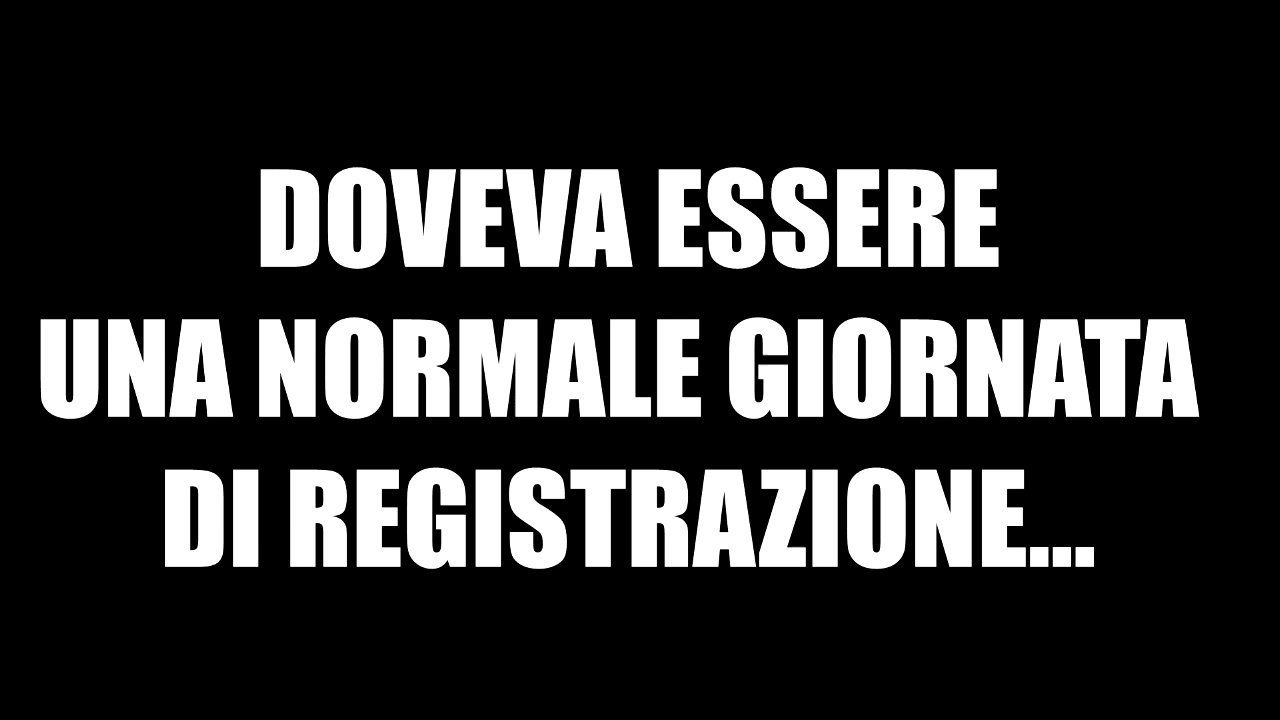 DOVEVA ESSERE
UNA NORMALE GIORNATA
DI REGISTRAZIONE...